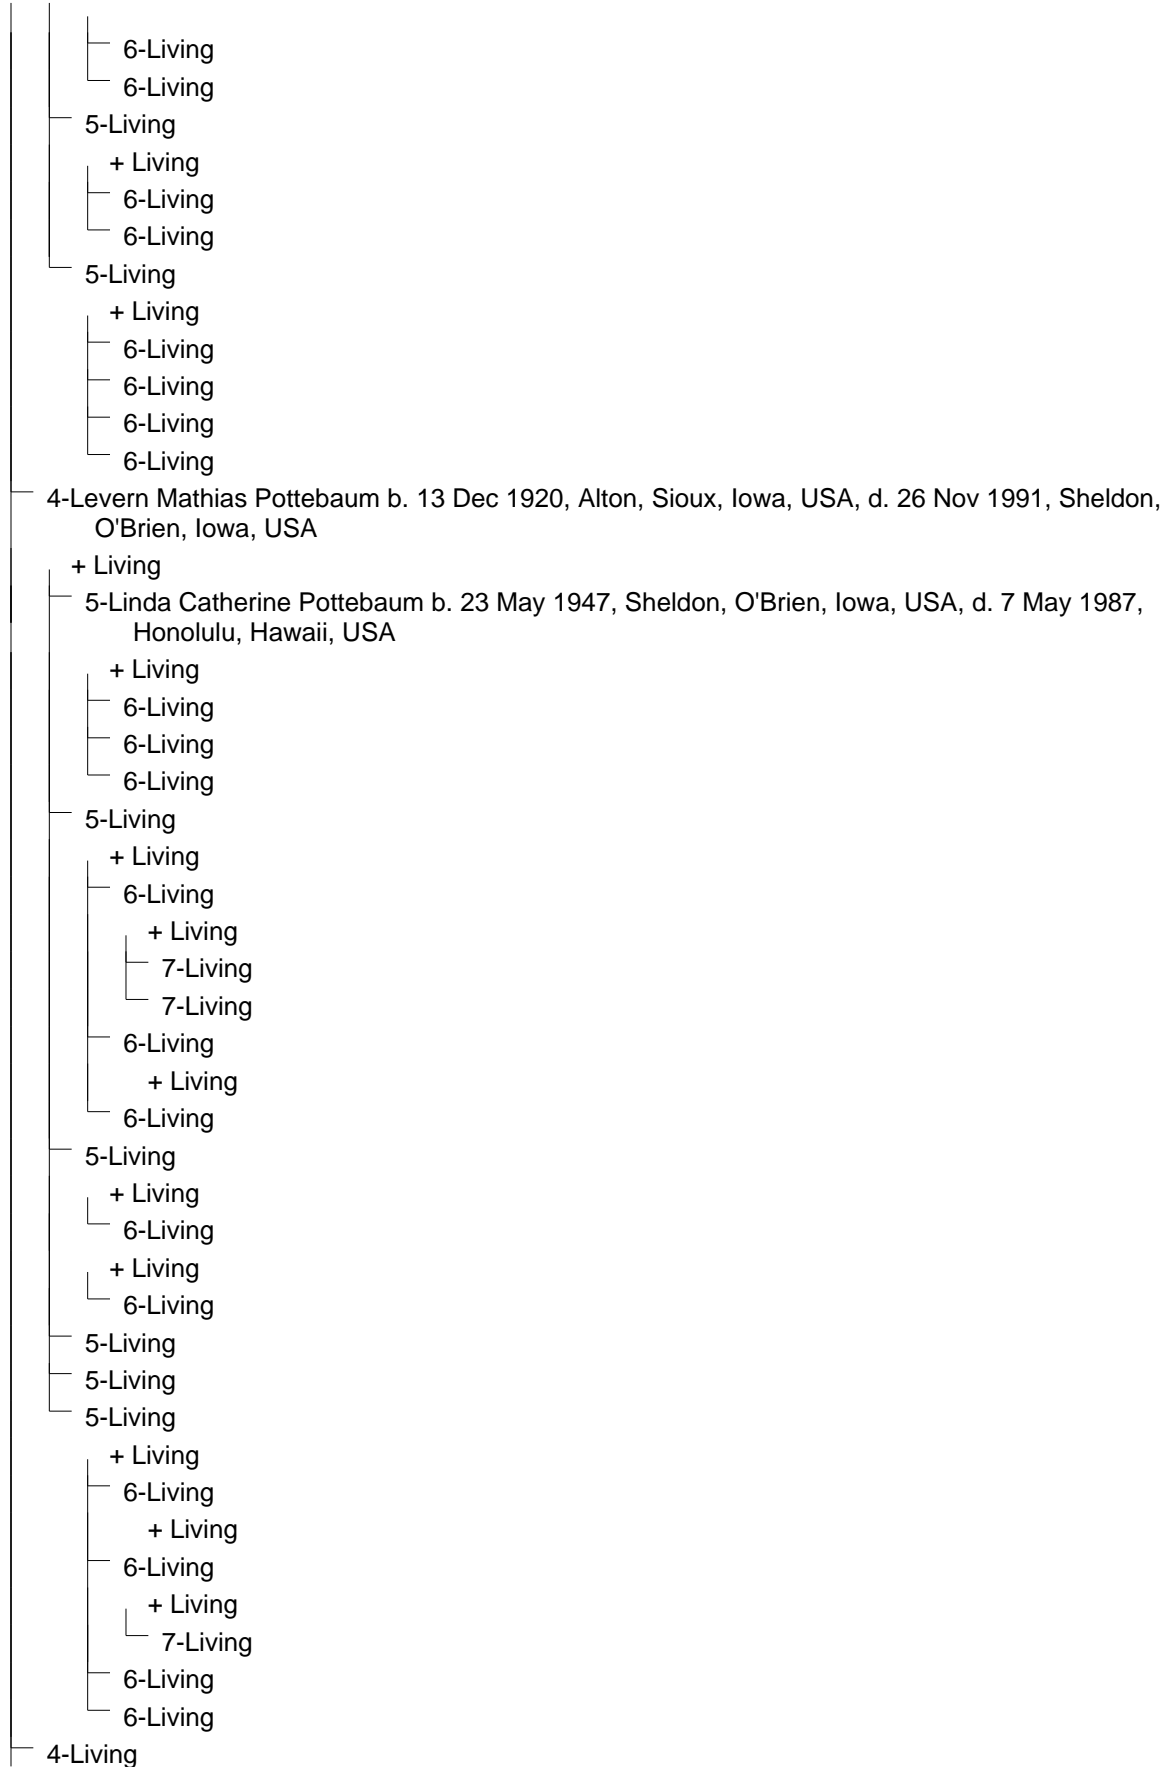 6-Living
6-Living
5-Living
+ Living
6-Living
6-Living
5-Living
+ Living
6-Living
6-Living
6-Living
6-Living
4-Levern Mathias Pottebaum b. 13 Dec 1920, Alton, Sioux, Iowa, USA, d. 26 Nov 1991, Sheldon,
O'Brien, Iowa, USA
+ Living
5-Linda Catherine Pottebaum b. 23 May 1947, Sheldon, O'Brien, Iowa, USA, d. 7 May 1987,
Honolulu, Hawaii, USA
+ Living
6-Living
6-Living
6-Living
5-Living
+ Living
6-Living
+ Living
7-Living
7-Living
6-Living
+ Living
6-Living
5-Living
+ Living
6-Living
+ Living
6-Living
5-Living
5-Living
5-Living
+ Living
6-Living
+ Living
6-Living
+ Living
7-Living
6-Living
6-Living
4-Living